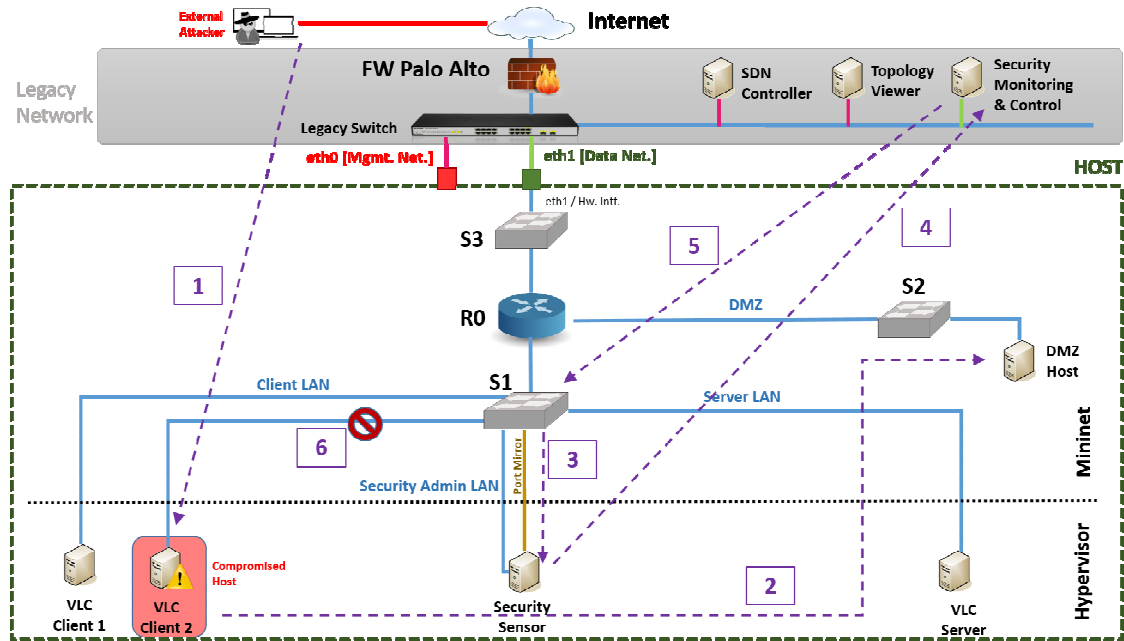 External
Attacker
Internet
Legacy
Network
FW Palo Alto
SDN
Controller
Topology
Viewer
Security
Monitoring
& Control
Legacy Switch
eth0 [Mgmt. Net.]
eth1 [Data Net.]
HOST
eth1 / Hw. Intf.
S3
5
4
1
R0
DMZ
S2
DMZ
Host
Client LAN
S1
Server LAN
6
Port Mirror
3
Security Admin LAN
Mininet
Hypervisor
Compromised
Host
2
VLC
Client 1
VLC
Client 2
Security
Sensor
VLC
Server